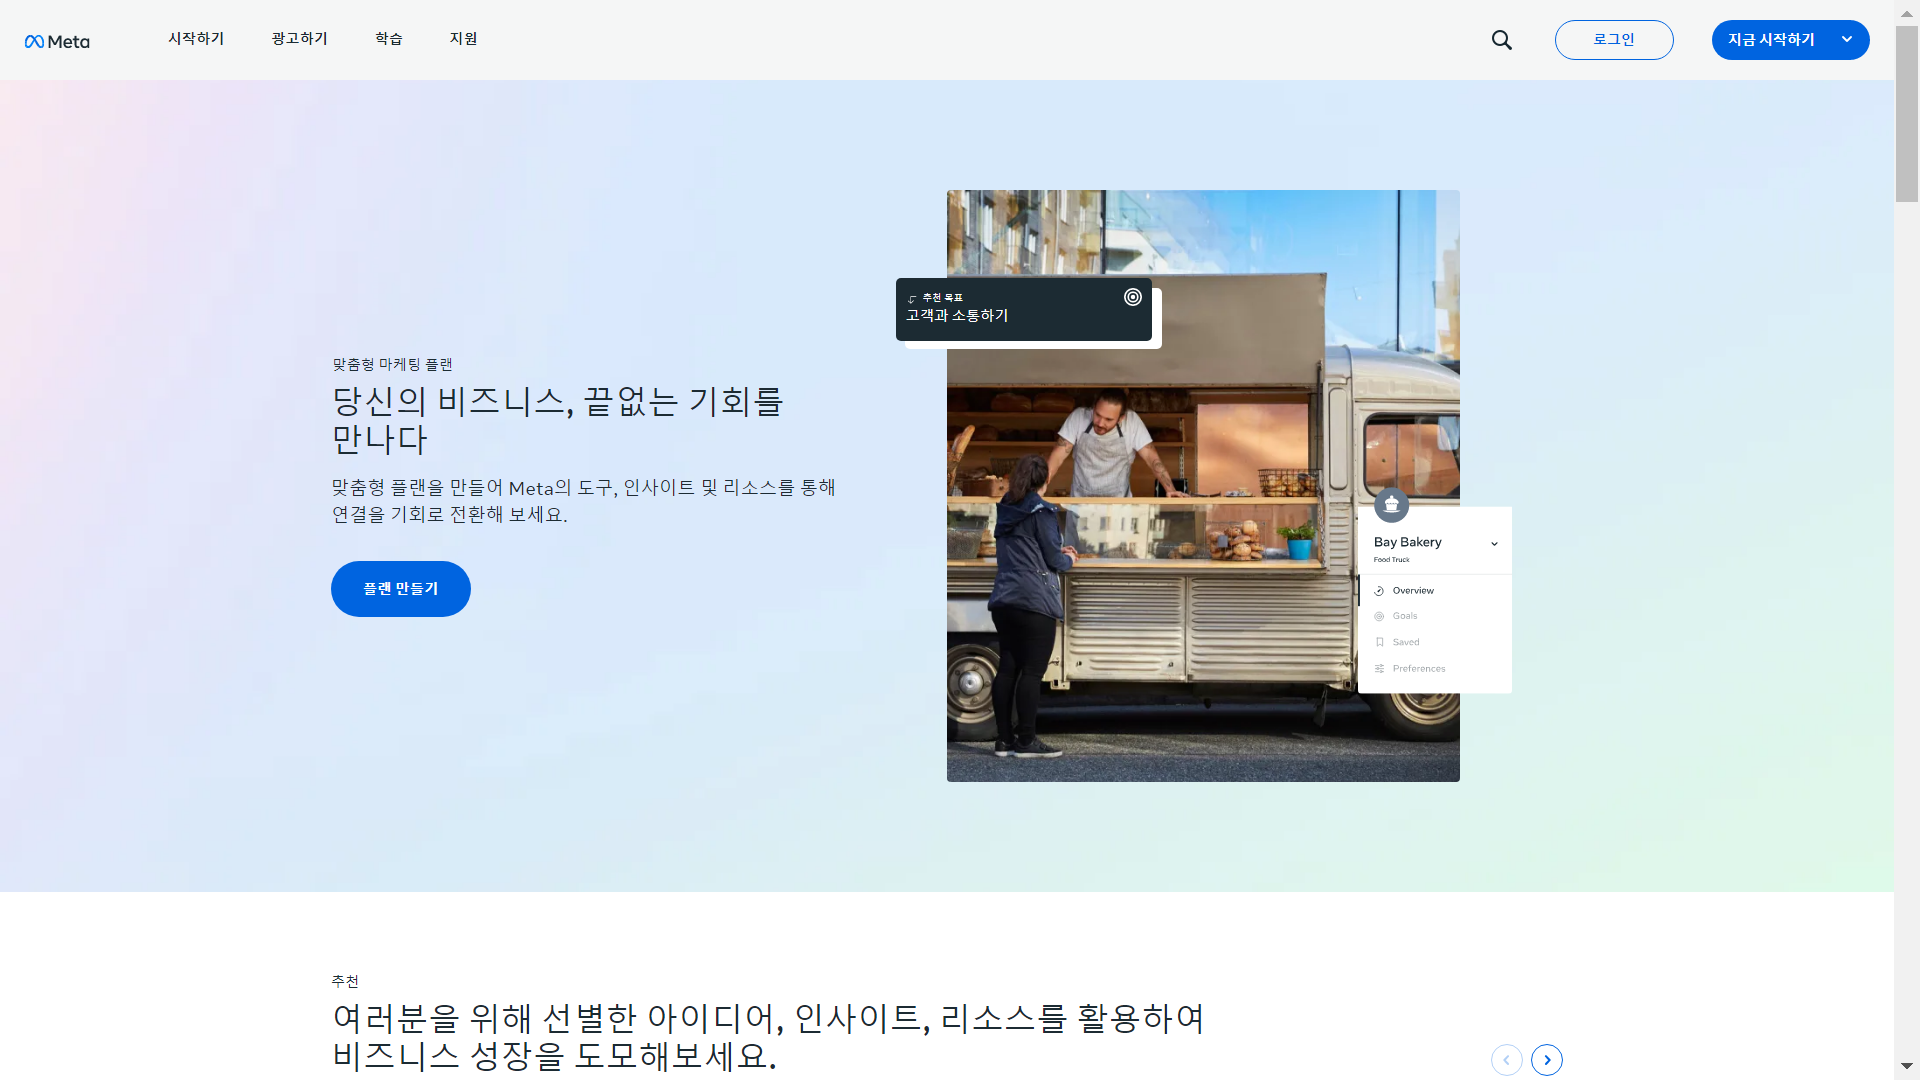 Meta
시작하기
광고하기
학습
지원
로그인
지금 시작하기
추천 목표
고객과 소통하기
맞춤형 마케팅 플랜
당신의 비즈니스, 끝없는 기회를
만나다
맞춤형 플랜을 만들어 Meta의 도구, 인사이트 및 리소스를 통해
연결을 기회로 전환해 보세요.
플랜 만들기
Bay Bakery
Food Truck
Overview
Goals
Saved
Preferences
추천
여러분을 위해 선별한 아이디어, 인사이트, 리소스를 활용하여
비즈니스 성장을 도모해보세요.